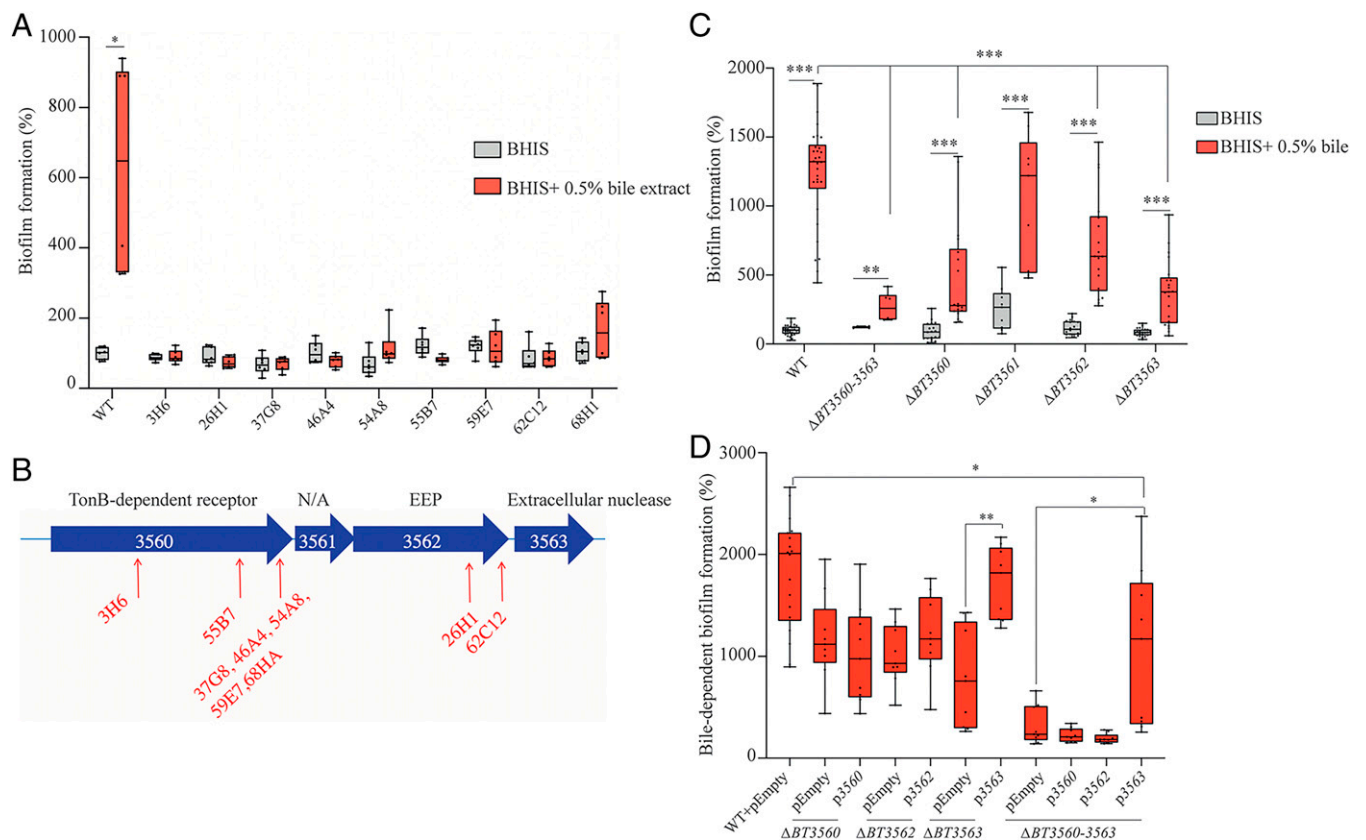 A
Biofilm formation (%)
1000
800
600
400
200
0
*
BHIS
BHIS+ 0.5% bile extract
WT
3H6
26H1
37G8
46A4
54A8
55B7
59E7
62C12
68H1
B
TonB-dependent receptor
N/A
EEP
Extracellular nuclease
3560
3561
3562
3563
3H6
55B7
37G8, 46A4, 54A8,
59E7,68HA
26H1
62C12
C
Biofilm formation (%)
2000
1500
1000
500
0
***
***
**
***
***
***
***
BHIS
BHIS+ 0.5% bile
WT
ΔBT3560-3563
ΔBT3560
ΔBT3561
ΔBT3562
ΔBT3563
D
Bile-dependent biofilm formation (%)
3000
2000
1000
0
*
**
*
WT+pEmpty
pEmpty
p3560
pEmpty
p3562
pEmpty
p3563
pEmpty
p3560
p3562
p3563
ΔBT3560
ΔBT3562
ΔBT3563
ΔBT3560-3563